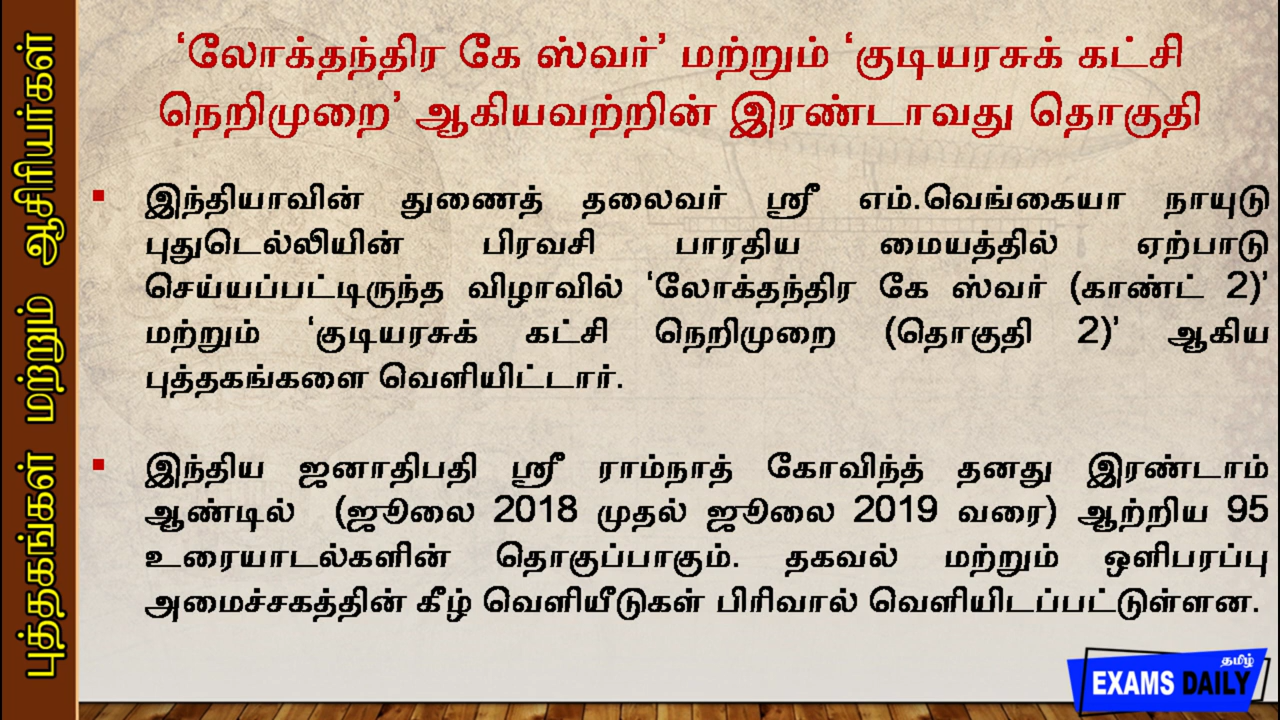 புத்தகங்கள் மற்றும் ஆசிரியர்கள்
‘லோக்தந்திர கே ஸ்வர்’ மற்றும் ‘குடியரசுக் கட்சி
நெறிமுறை’ ஆகியவற்றின் இரண்டாவது தொகுதி
இந்தியாவின் துணைத் தலைவர் ஸ்ரீ எம்.வெங்கையா நாயுடு
புதுடெல்லியின் பிரவசி பாரதிய மையத்தில் ஏற்பாடு
செய்யப்பட்டிருந்த விழாவில் ‘லோக்தந்திர கே ஸ்வர் (காண்ட் 2)’
மற்றும் ‘குடியரசுக் கட்சி நெறிமுறை (தொகுதி 2)’ ஆகிய
புத்தகங்களை வெளியிட்டார்.
இந்திய ஜனாதிபதி ஸ்ரீ ராம்நாத் கோவிந்த் தனது இரண்டாம்
ஆண்டில் (ஜூலை 2018 முதல் ஜூலை 2019 வரை) ஆற்றிய 95
உரையாடல்களின் தொகுப்பாகும். தகவல் மற்றும் ஒளிபரப்பு
அமைச்சகத்தின் கீழ் வெளியீடுகள் பிரிவால் வெளியிடப்பட்டுள்ளன.
தமிழ்
EXAMS DAILY